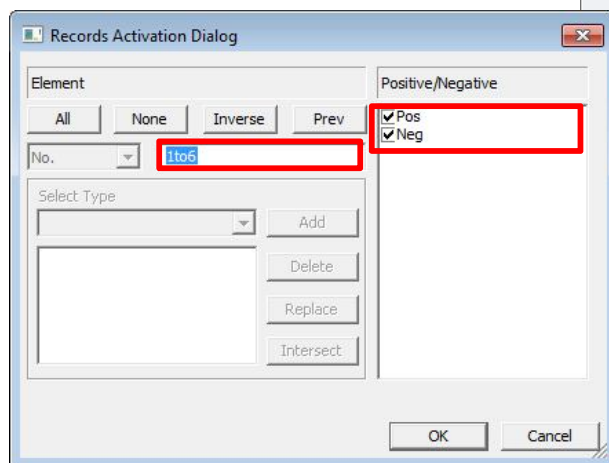 Records Activation Dialog
Element
Positive/Negative
All None Inverse Prev
Pos
Neg
No. 1to6
Select Type
Add
Delete
Replace
Intersect
OK Cancel